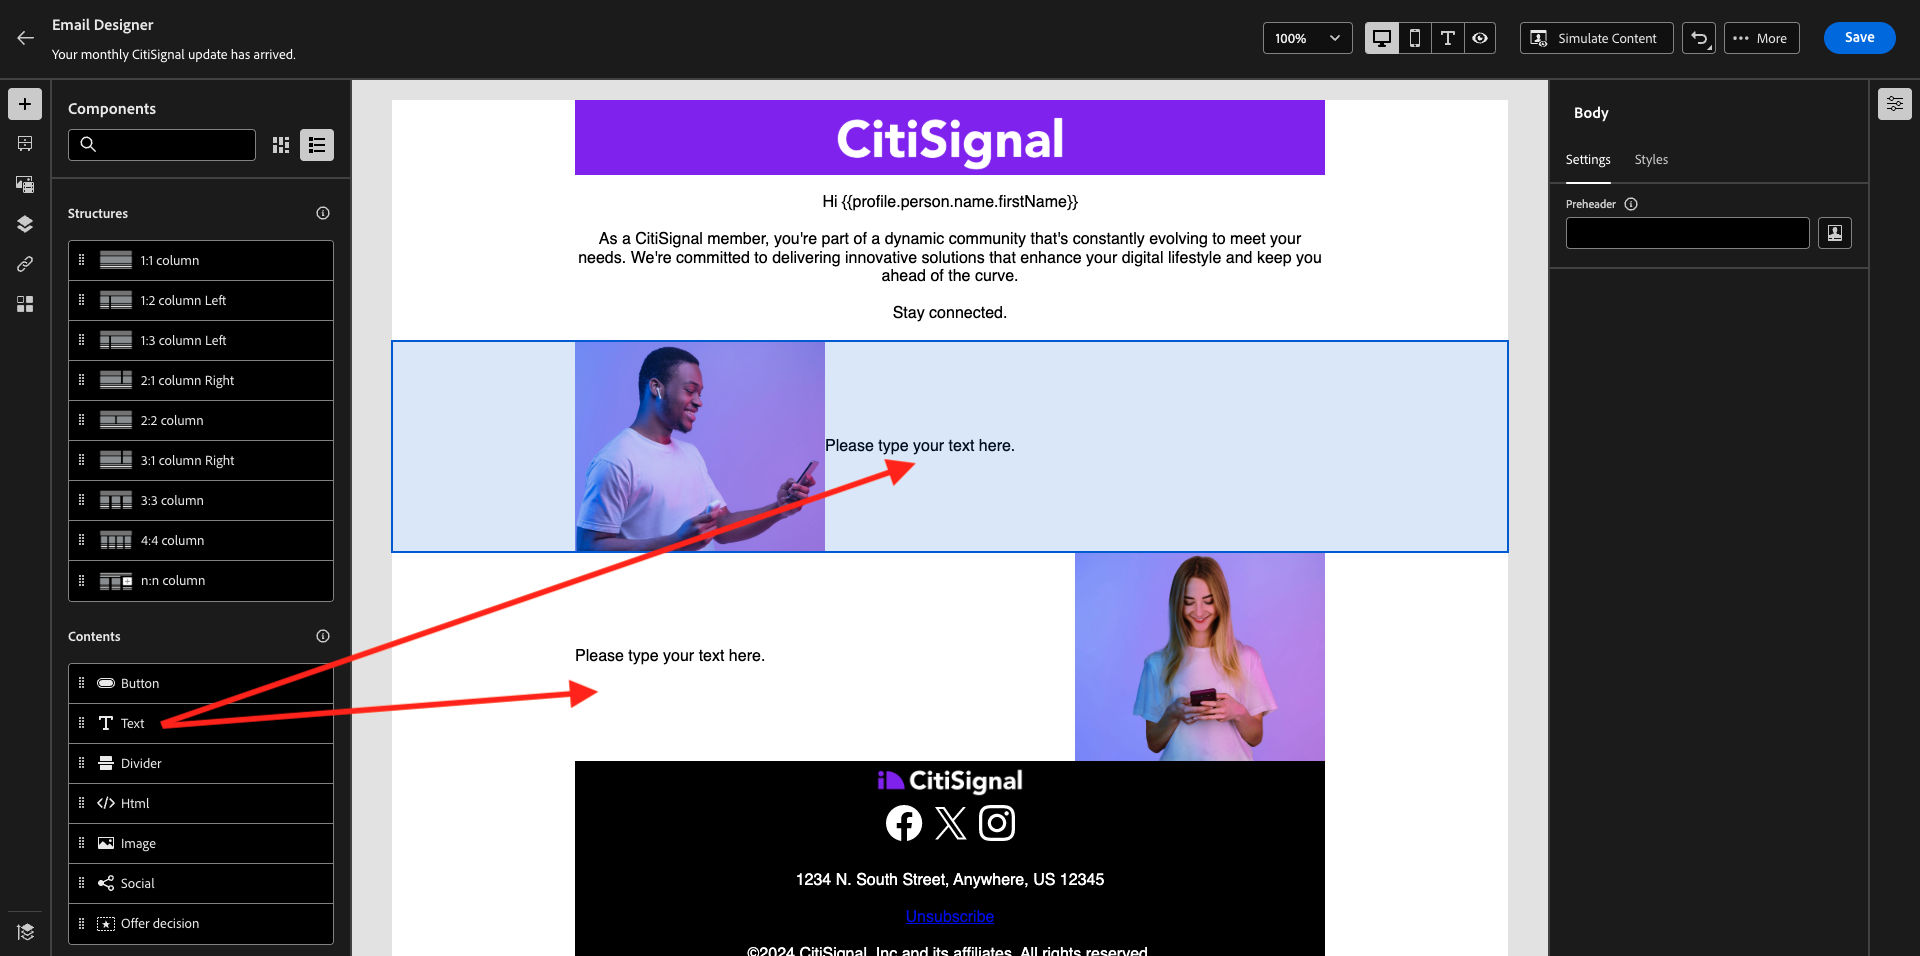 Email Designer
Your monthly CitiSignal update has arrived.
100%
Simulate Content
More
Save
Components
Structures
1:1 column
1:2 column Left
1:3 column Left
2:1 column Right
2:2 column
3:1 column Right
3:3 column
4:4 column
n:n column
Contents
Button
Text
Divider
Html
Image
Social
Offer decision
CitiSignal
Hi {{profile.person.name.firstName}}
As a CitiSignal member, you're part of a dynamic community that's constantly evolving to meet your
needs. We're committed to delivering innovative solutions that enhance your digital lifestyle and keep you
ahead of the curve.
Stay connected.
Please type your text here.
Please type your text here.
CitiSignal
1234 N. South Street, Anywhere, US 12345
Unsubscribe
©2024 CitiSignal, Inc and its affiliates. All rights reserved.
Body
Settings
Styles
Preheader